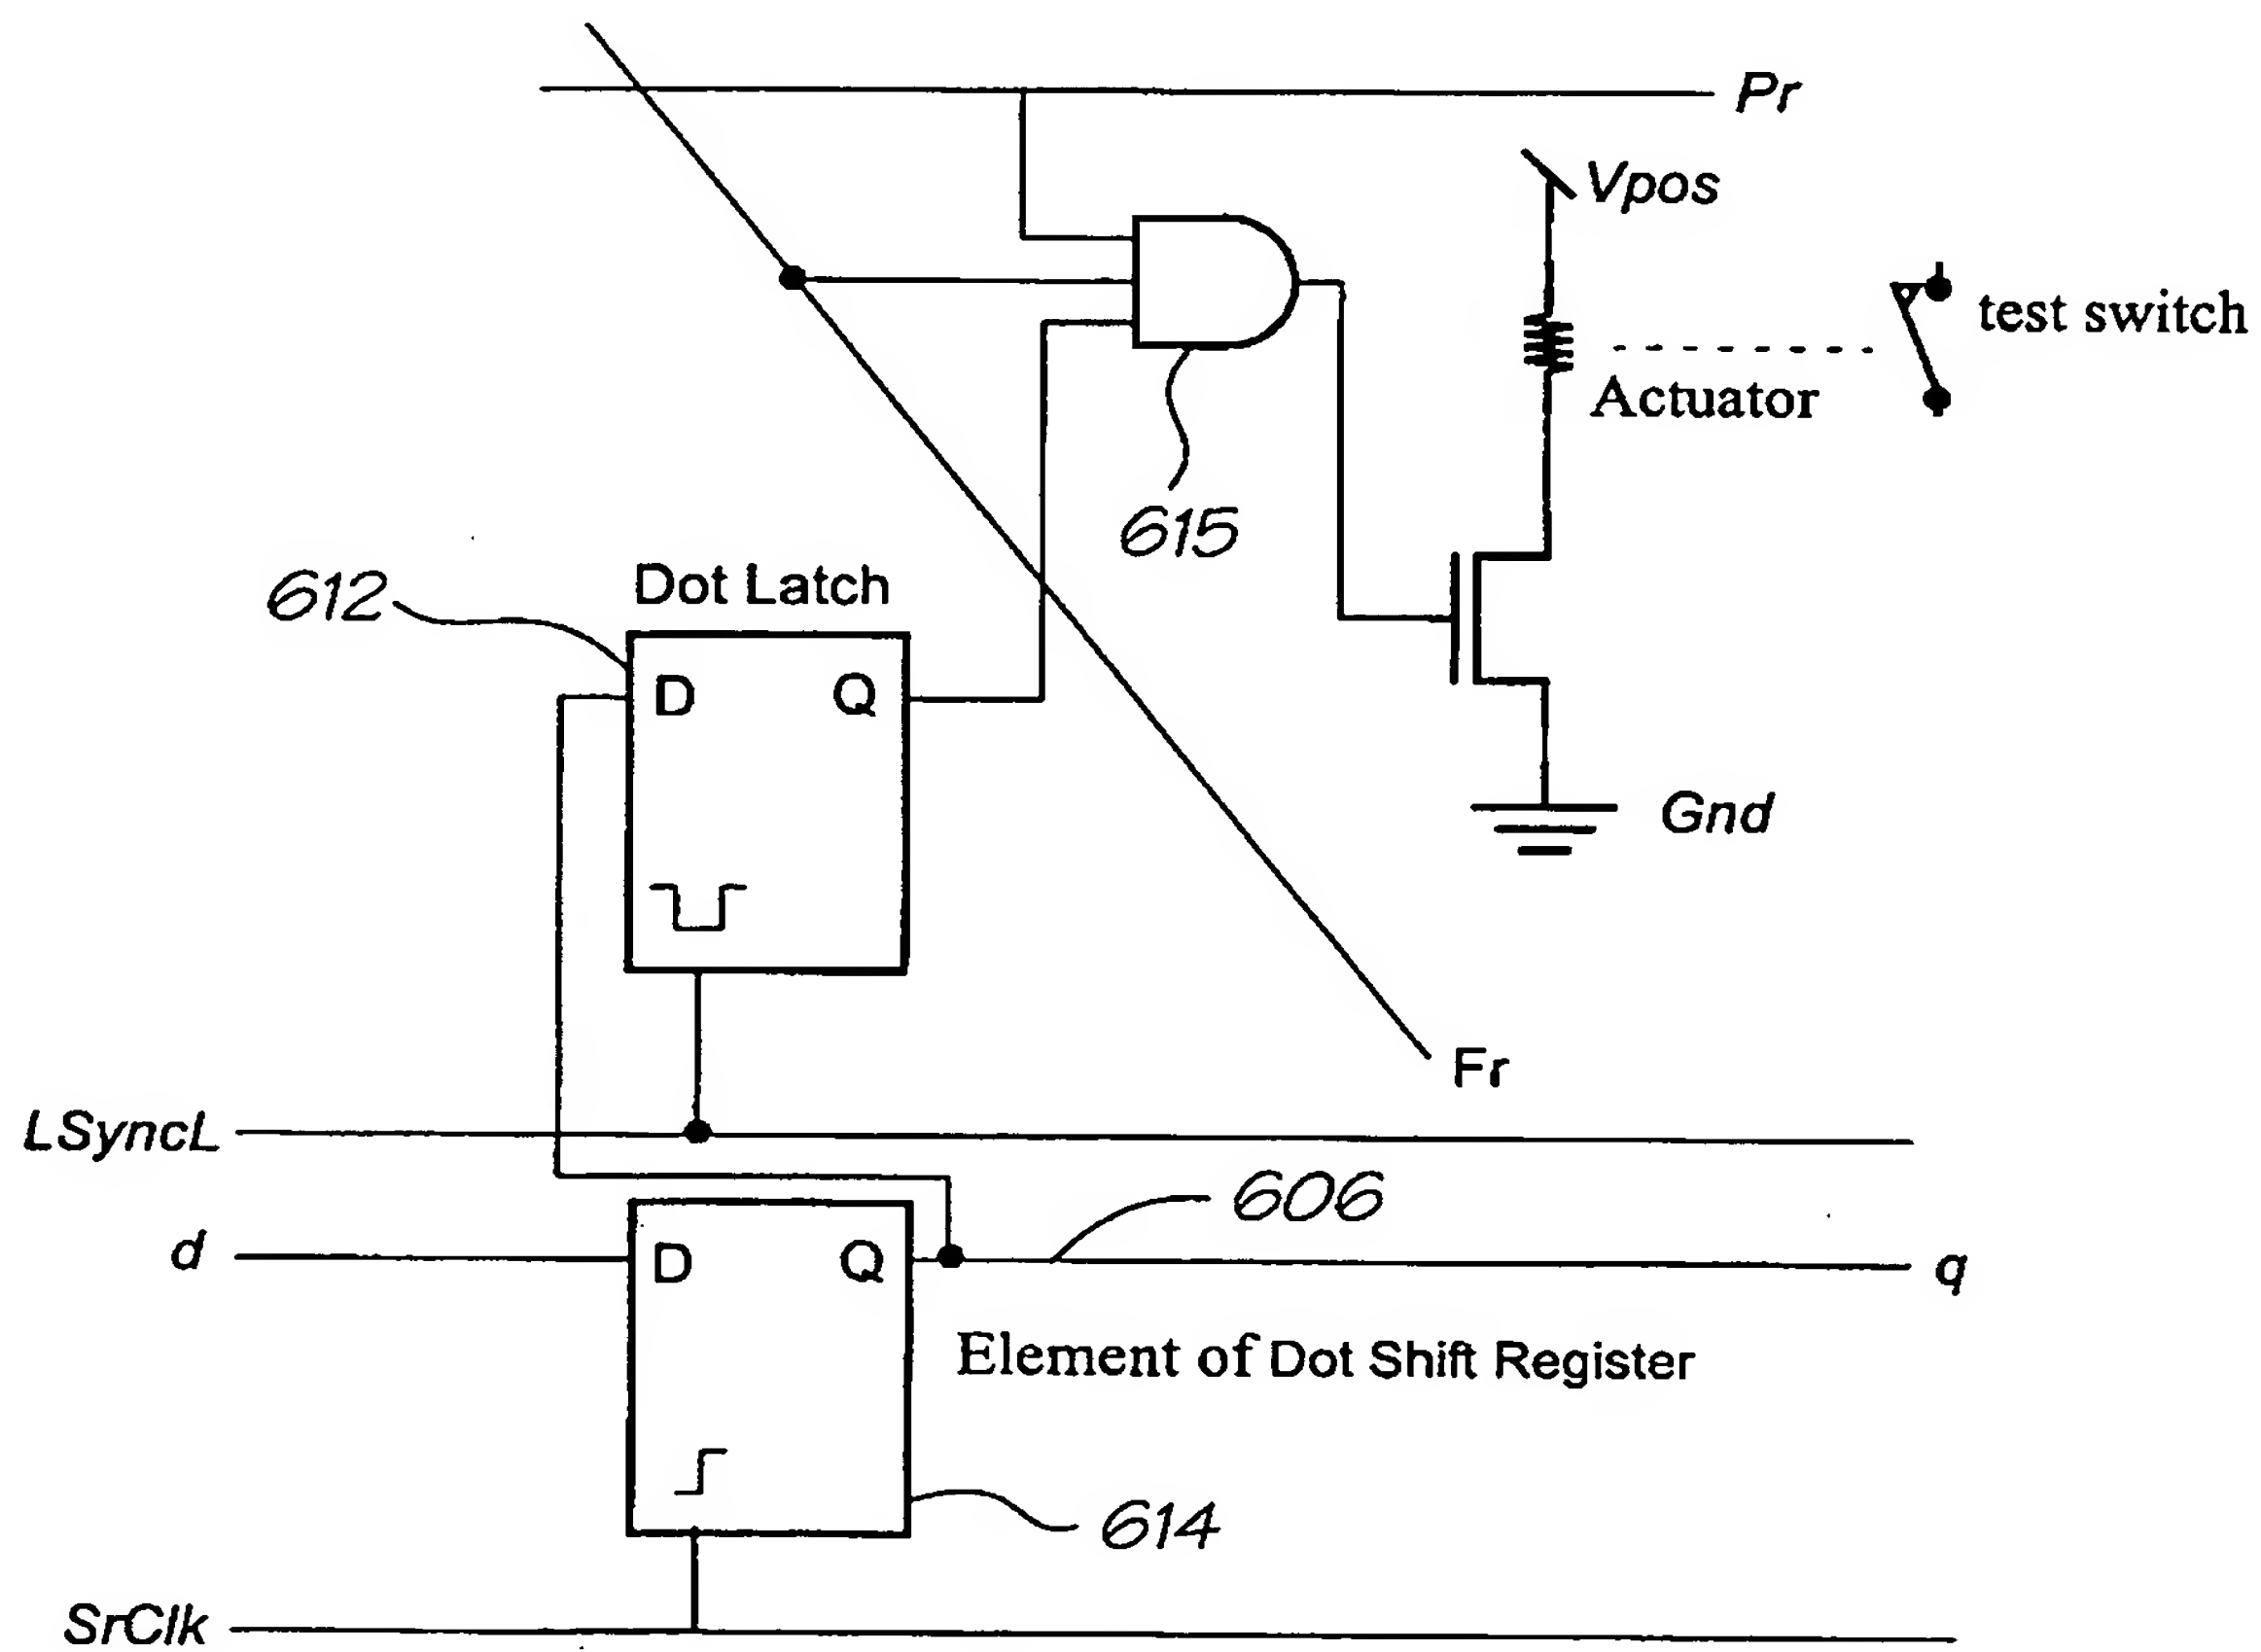 Pr
Vpos
test switch
Actuator
615
612
Dot Latch
D Q
Gnd
Fr
LSyncL
606
d
D Q
q
Element of Dot Shift Register
614
SrClk